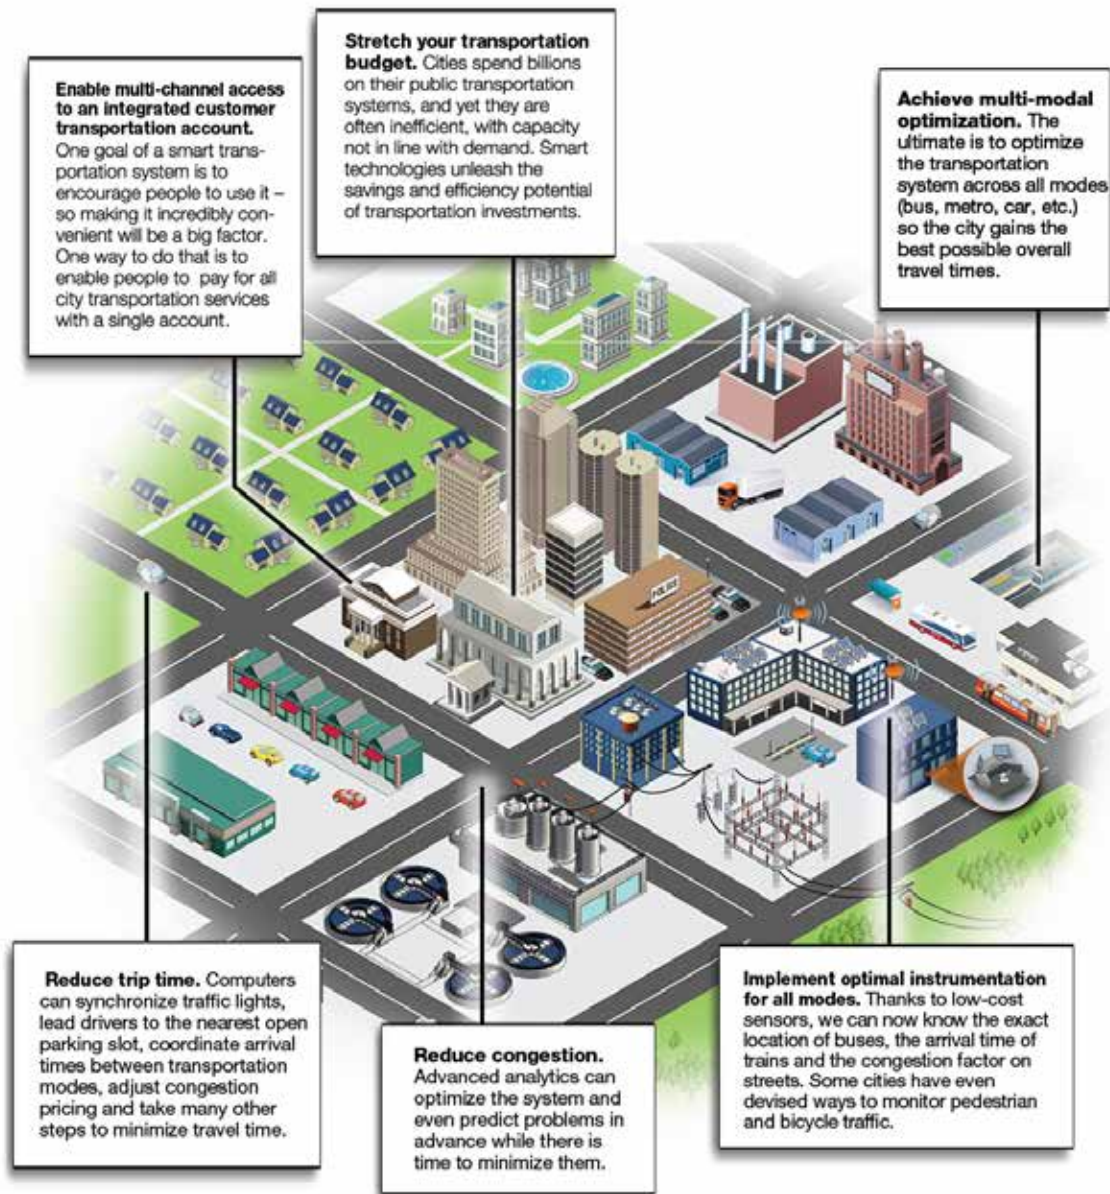 Enable multi-channel access
to an integrated customer
transportation account.
One goal of a smart trans-
portation system is to
encourage people to use it –
so making it incredibly con-
venient will be a big factor.
One way to do that is to
enable people to pay for all
city transportation services
with a single account.
Stretch your transportation
budget. Cities spend billions
on their public transportation
systems, and yet they are
often inefficient, with capacity
not in line with demand. Smart
technologies unleash the
savings and efficiency potential
of transportation investments.
Achieve multi-modal
optimization. The
ultimate is to optimize
the transportation
system across all modes
(bus, metro, car, etc.)
so the city gains the
best possible overall
travel times.
POLICE
Reduce trip time. Computers
can synchronize traffic lights,
lead drivers to the nearest open
parking slot, coordinate arrival
times between transportation
modes, adjust congestion
pricing and take many other
steps to minimize travel time.
Reduce congestion.
Advanced analytics can
optimize the system and
even predict problems in
advance while there is
time to minimize them.
Implement optimal instrumentation
for all modes. Thanks to low-cost
sensors, we can now know the exact
location of buses, the arrival time of
trains and the congestion factor on
streets. Some cities have even
devised ways to monitor pedestrian
and bicycle traffic.